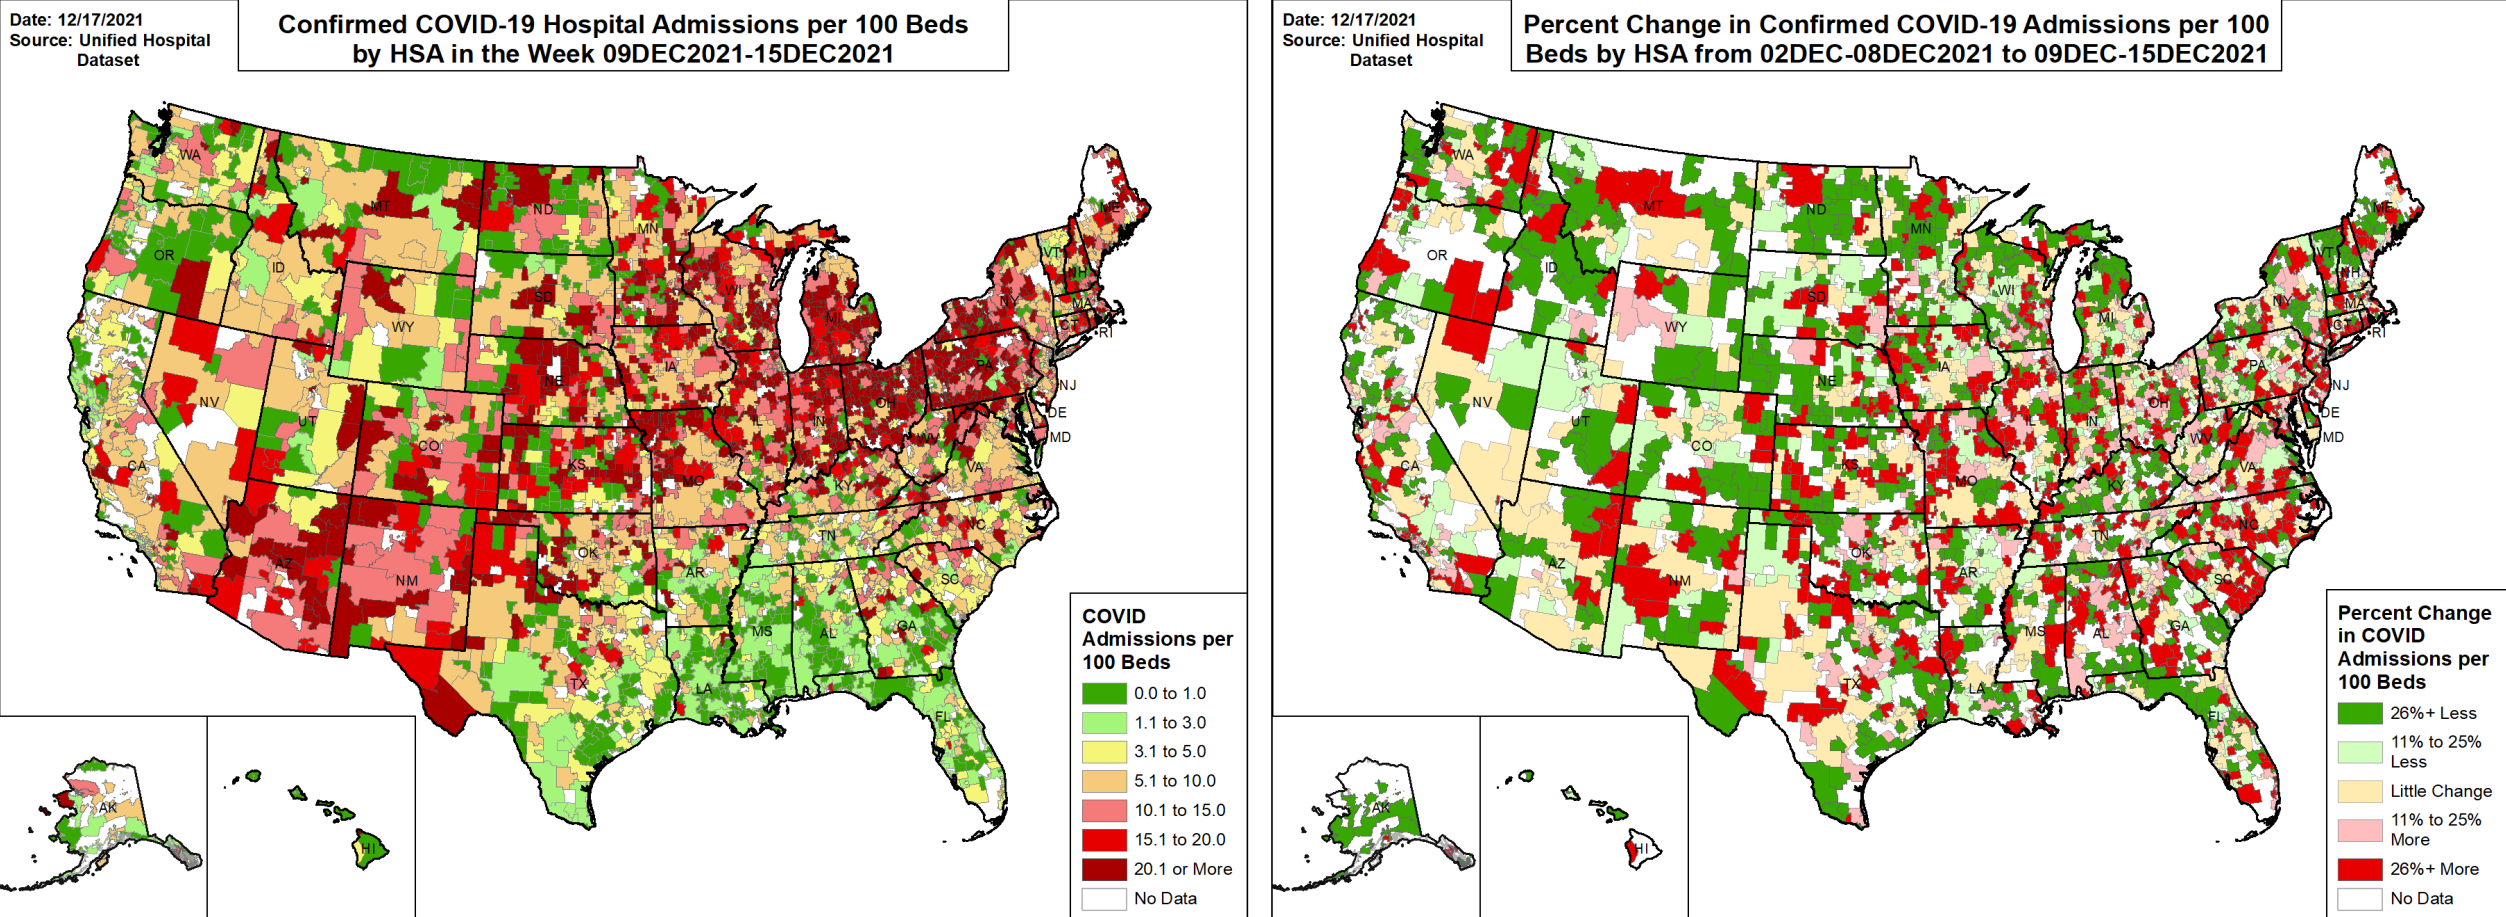 Date: 12/17/2021
Source: Unified Hospital
Dataset
Confirmed COVID-19 Hospital Admissions per 100 Beds
by HSA in the Week 09DEC2021-15DEC2021
WA
MT
ND
MN
ME
OR
ID
SD
WI
MI
NY
VT
NH
MA
CT
RI
WY
NE
IA
PA
NJ
NV
UT
CO
KS
MO
IL
IN
OH
WV
DE
MD
VA
KY
CA
AZ
NM
OK
AR
TN
NC
SC
MS
AL
GA
TX
LA
FL
AK
HI
COVID
Admissions per
100 Beds
0.0 to 1.0
1.1 to 3.0
3.1 to 5.0
5.1 to 10.0
10.1 to 15.0
15.1 to 20.0
20.1 or More
No Data
Date: 12/17/2021
Source: Unified Hospital
Dataset
Percent Change in Confirmed COVID-19 Admissions per 100
Beds by HSA from 02DEC-08DEC2021 to 09DEC-15DEC2021
WA
MT
ND
MN
ME
OR
ID
SD
WI
MI
NY
VT
NH
MA
RI
WY
NE
IA
PA
NJ
NV
UT
CO
KS
MO
IL
IN
OH
WV
DE
MD
VA
KY
CA
AZ
NM
OK
AR
TN
NC
SC
MS
AL
GA
TX
LA
FL
AK
HI
Percent Change
in COVID
Admissions per
100 Beds
26%+ Less
11% to 25%
Less
Little Change
11% to 25%
More
26%+ More
No Data